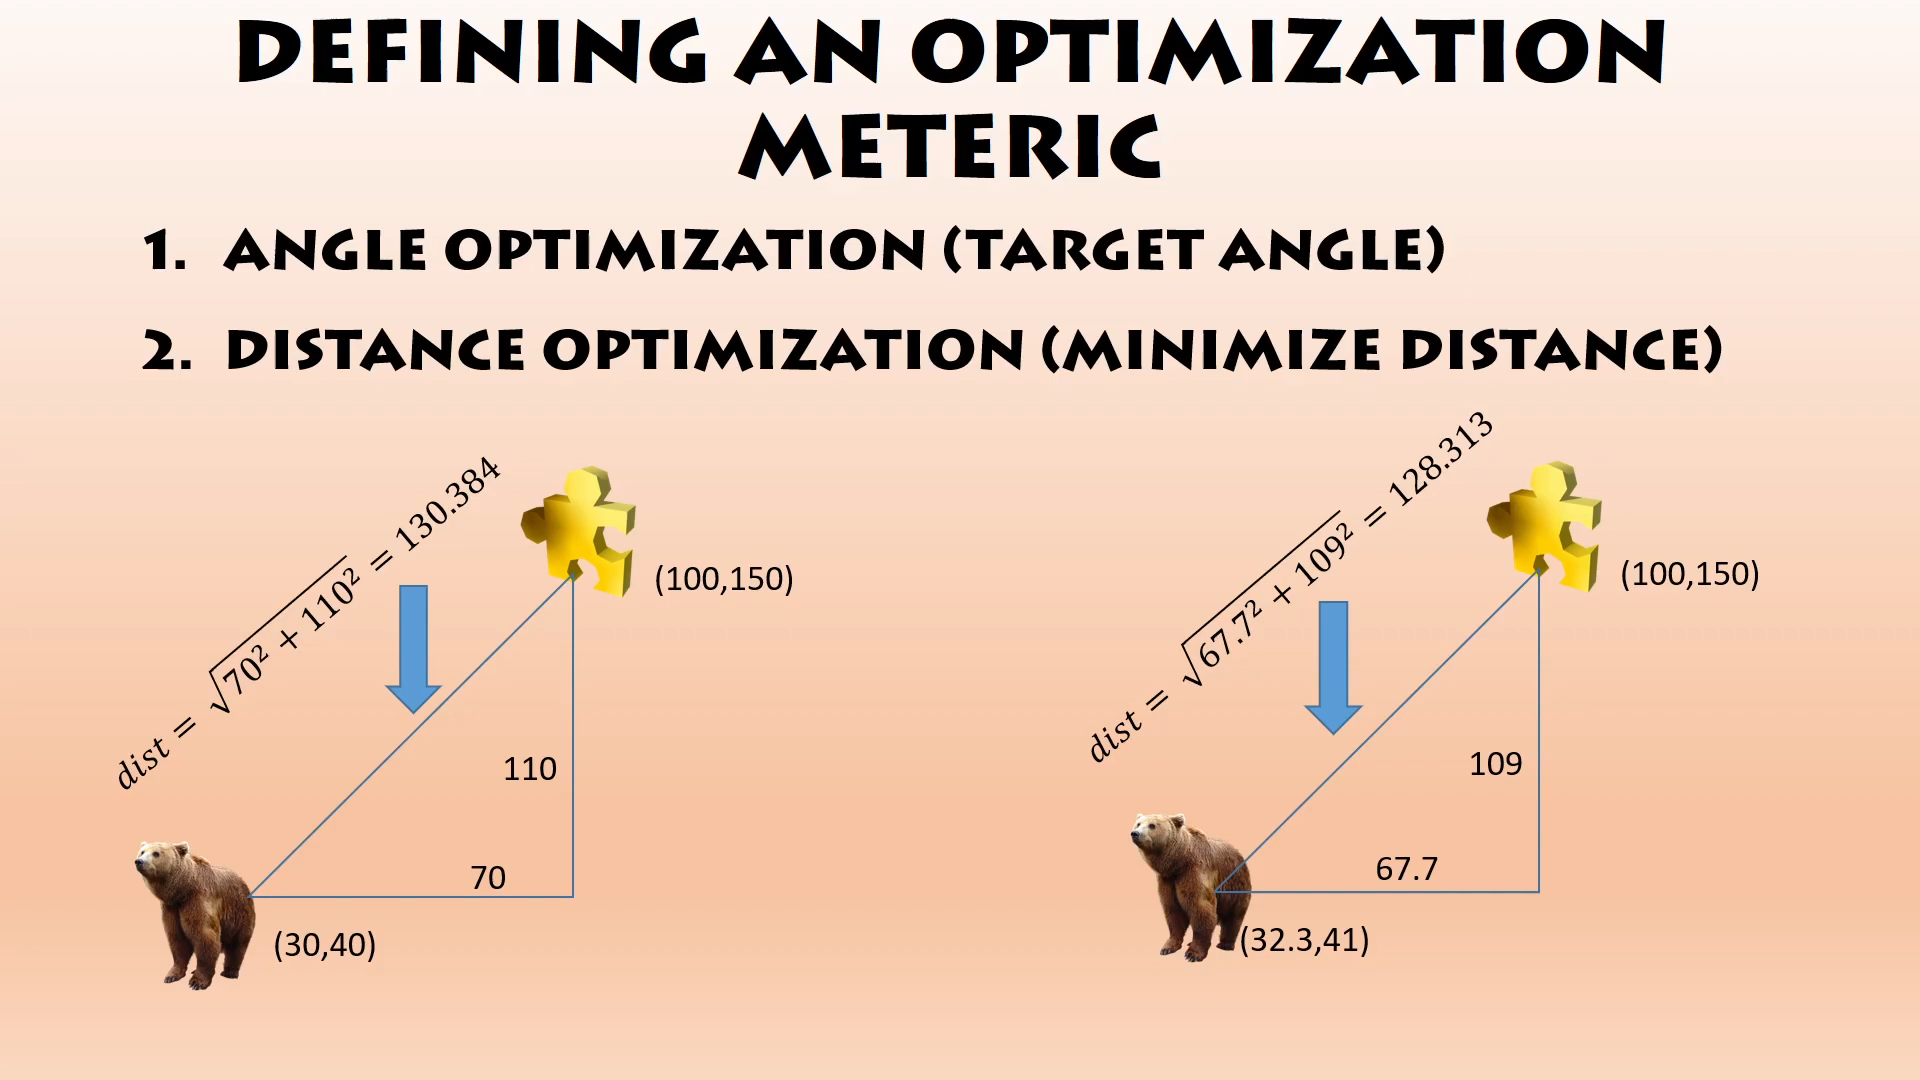 DEFINING AN OPTIMIZATION
METERIC
1. ANGLE OPTIMIZATION (TARGET ANGLE)
2. DISTANCE OPTIMIZATION (MINIMIZE DISTANCE)
dist = √70² + 110² = 130.384
(100,150)
110
70
(30,40)
dist = √67.7² + 109² = 128.313
(100,150)
109
67.7
(32.3,41)